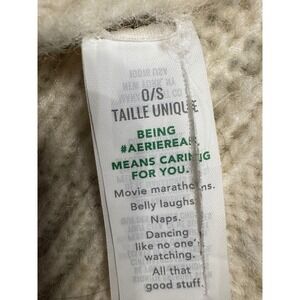 O/S
TAILLE UNIQUE
BEING
#AERIEREAL
MEANS CARING
FOR YOU.
Movie marathons.
Belly laughs.
Naps.
Dancing
like no one's
watching.
All that
good stuff.